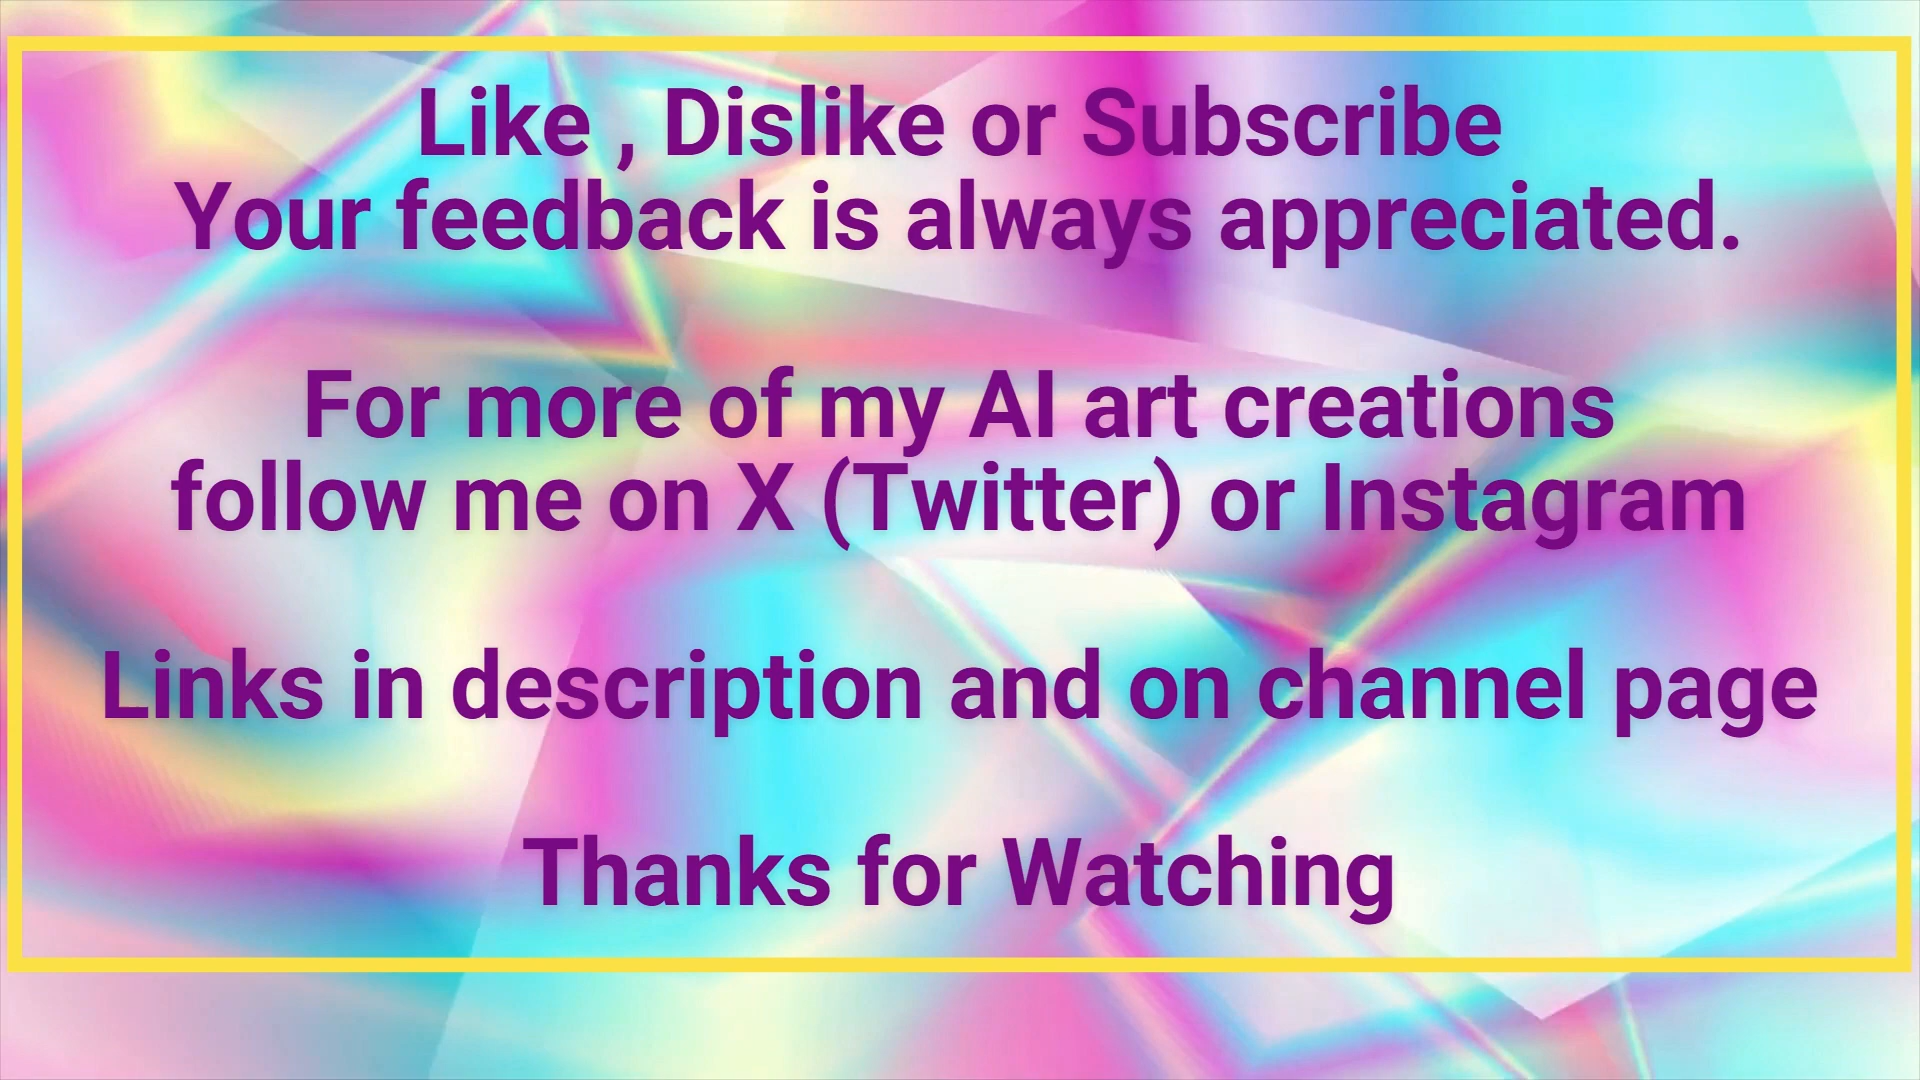 Like , Dislike or Subscribe
Your feedback is always appreciated.
For more of my AI art creations
follow me on X (Twitter) or Instagram
Links in description and on channel page
Thanks for Watching